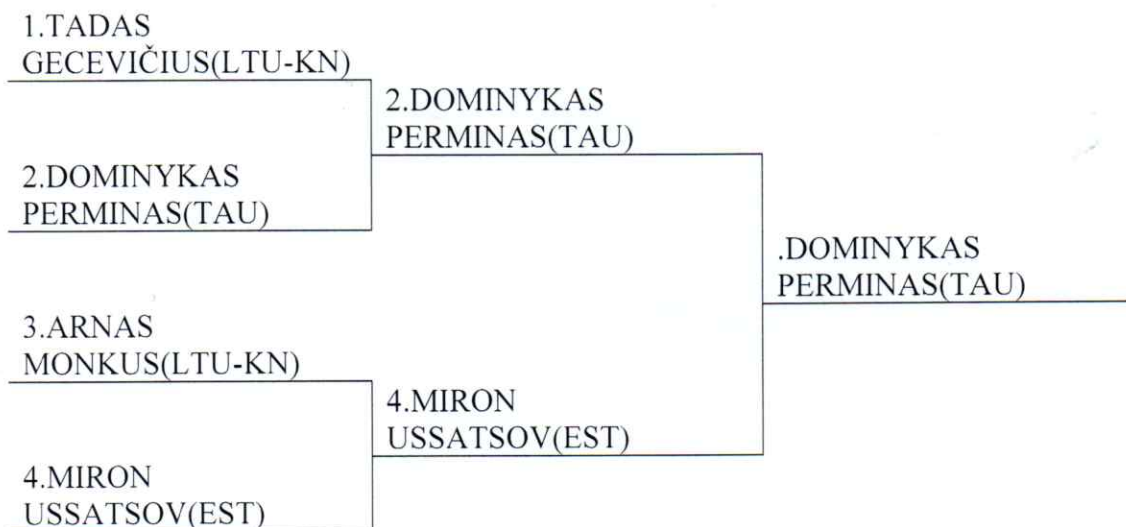 1.TADAS
GECEVIČIUS(LTU-KN)
2.DOMINYKAS
PERMINAS(TAU)
2.DOMINYKAS
PERMINAS(TAU)
.DOMINYKAS
PERMINAS(TAU)
3.ARNAS
MONKUS(LTU-KN)
4.MIRON
USSATSOV(EST)
4.MIRON
USSATSOV(EST)